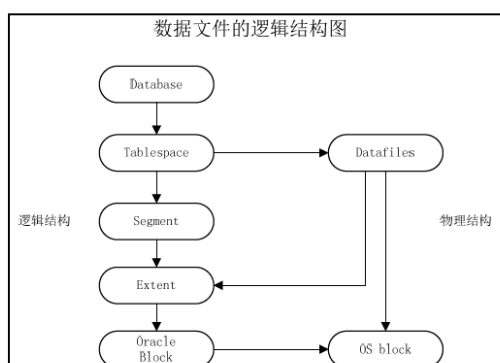 数据文件的逻辑结构图
Database
Tablespace
Datafiles
逻辑结构
Segment
物理结构
Extent
Oracle
Block
OS block